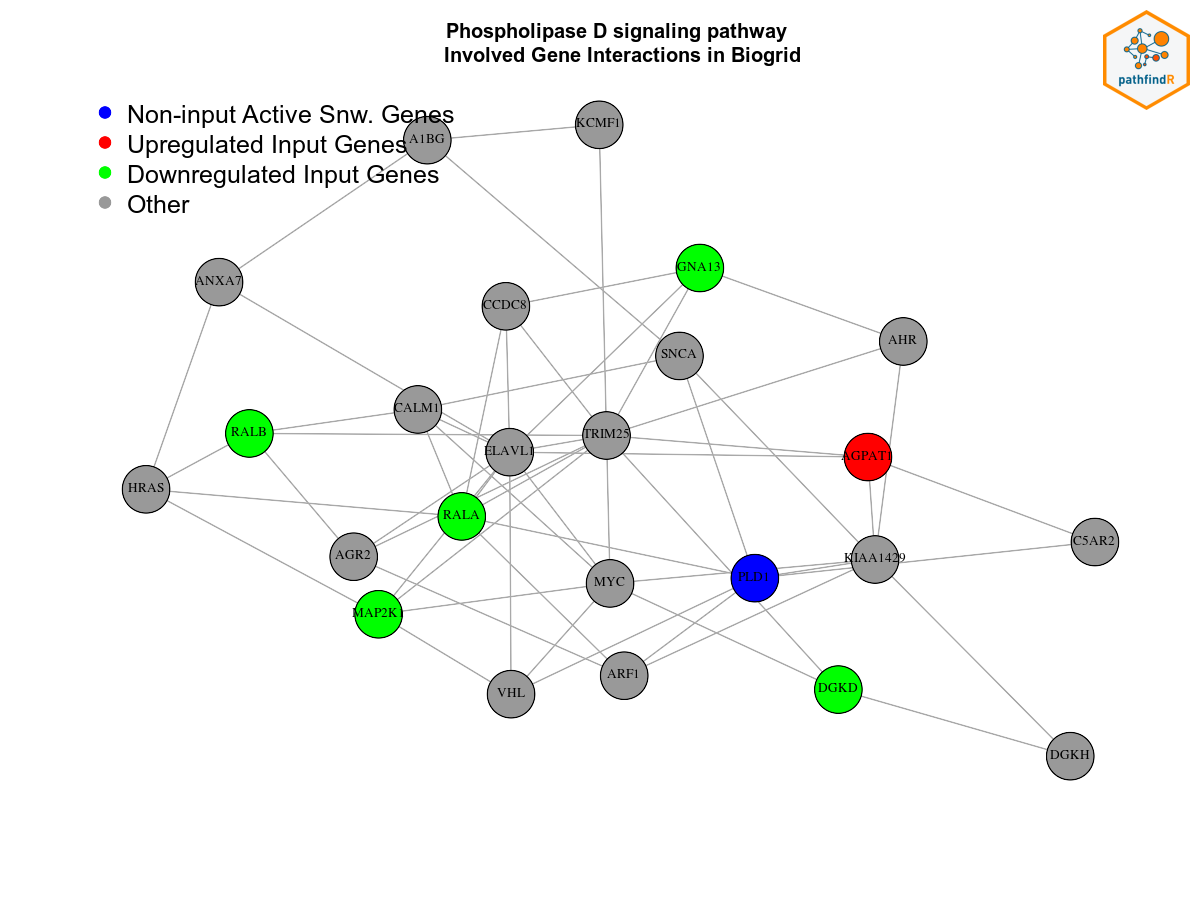 Phospholipase D signaling pathway
Involved Gene Interactions in Biogrid
pathfindR
Non-input Active Snw. Genes
Upregulated Input Genes
Downregulated Input Genes
Other
A1BG
KCMF1
ANXA7
GNA13
CCDC8
AHR
SNCA
CALM1
RALB
TRIM25
ELAVL1
AGPAT1
HRAS
RALA
C5AR2
AGR2
KIAA1429
PLD1
MYC
MAP2K1
ARF1
VHL
DGKD
DGKH